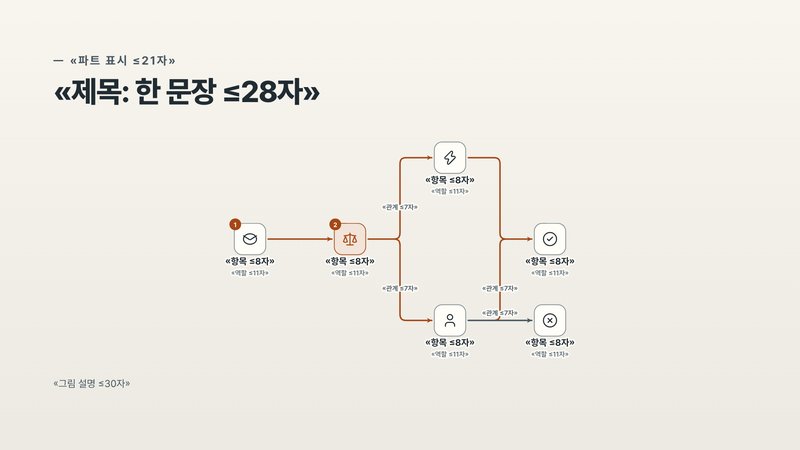 — «파트 표시 ≤21자»
«제목: 한 문장 ≤28자»
«항목 ≤8자»
«역할 ≤11자»
«관계 ≤7자»
1
2
«항목 ≤8자»
«역할 ≤11자»
«항목 ≤8자»
«역할 ≤11자»
«항목 ≤8자»
«역할 ≤11자»
«관계 ≤7자»
«관계 ≤7자»
«관계 ≤7자»
«항목 ≤8자»
«역할 ≤11자»
«항목 ≤8자»
«역할 ≤11자»
«그림 설명 ≤30자»